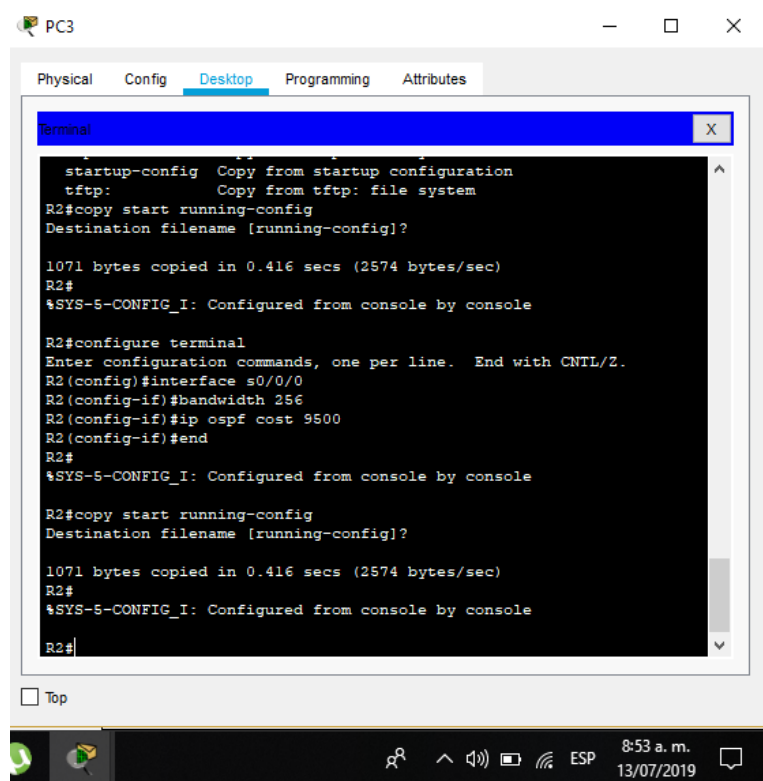 PC3
Physical Config Desktop Programming Attributes
Terminal
X
startup-config Copy from startup configuration
tftp: Copy from tftp: file system
R2#copy start running-config
Destination filename [running-config]?
1071 bytes copied in 0.416 secs (2574 bytes/sec)
R2#
%SYS-5-CONFIG_I: Configured from console by console
R2#configure terminal
Enter configuration commands, one per line. End with CNTL/Z.
R2(config)#interface s0/0/0
R2(config-if)#bandwidth 256
R2(config-if)#ip ospf cost 9500
R2(config-if)#end
R2#
%SYS-5-CONFIG_I: Configured from console by console
R2#copy start running-config
Destination filename [running-config]?
1071 bytes copied in 0.416 secs (2574 bytes/sec)
R2#
%SYS-5-CONFIG_I: Configured from console by console
R2#
Top
ESP
8:53 a. m.
13/07/2019